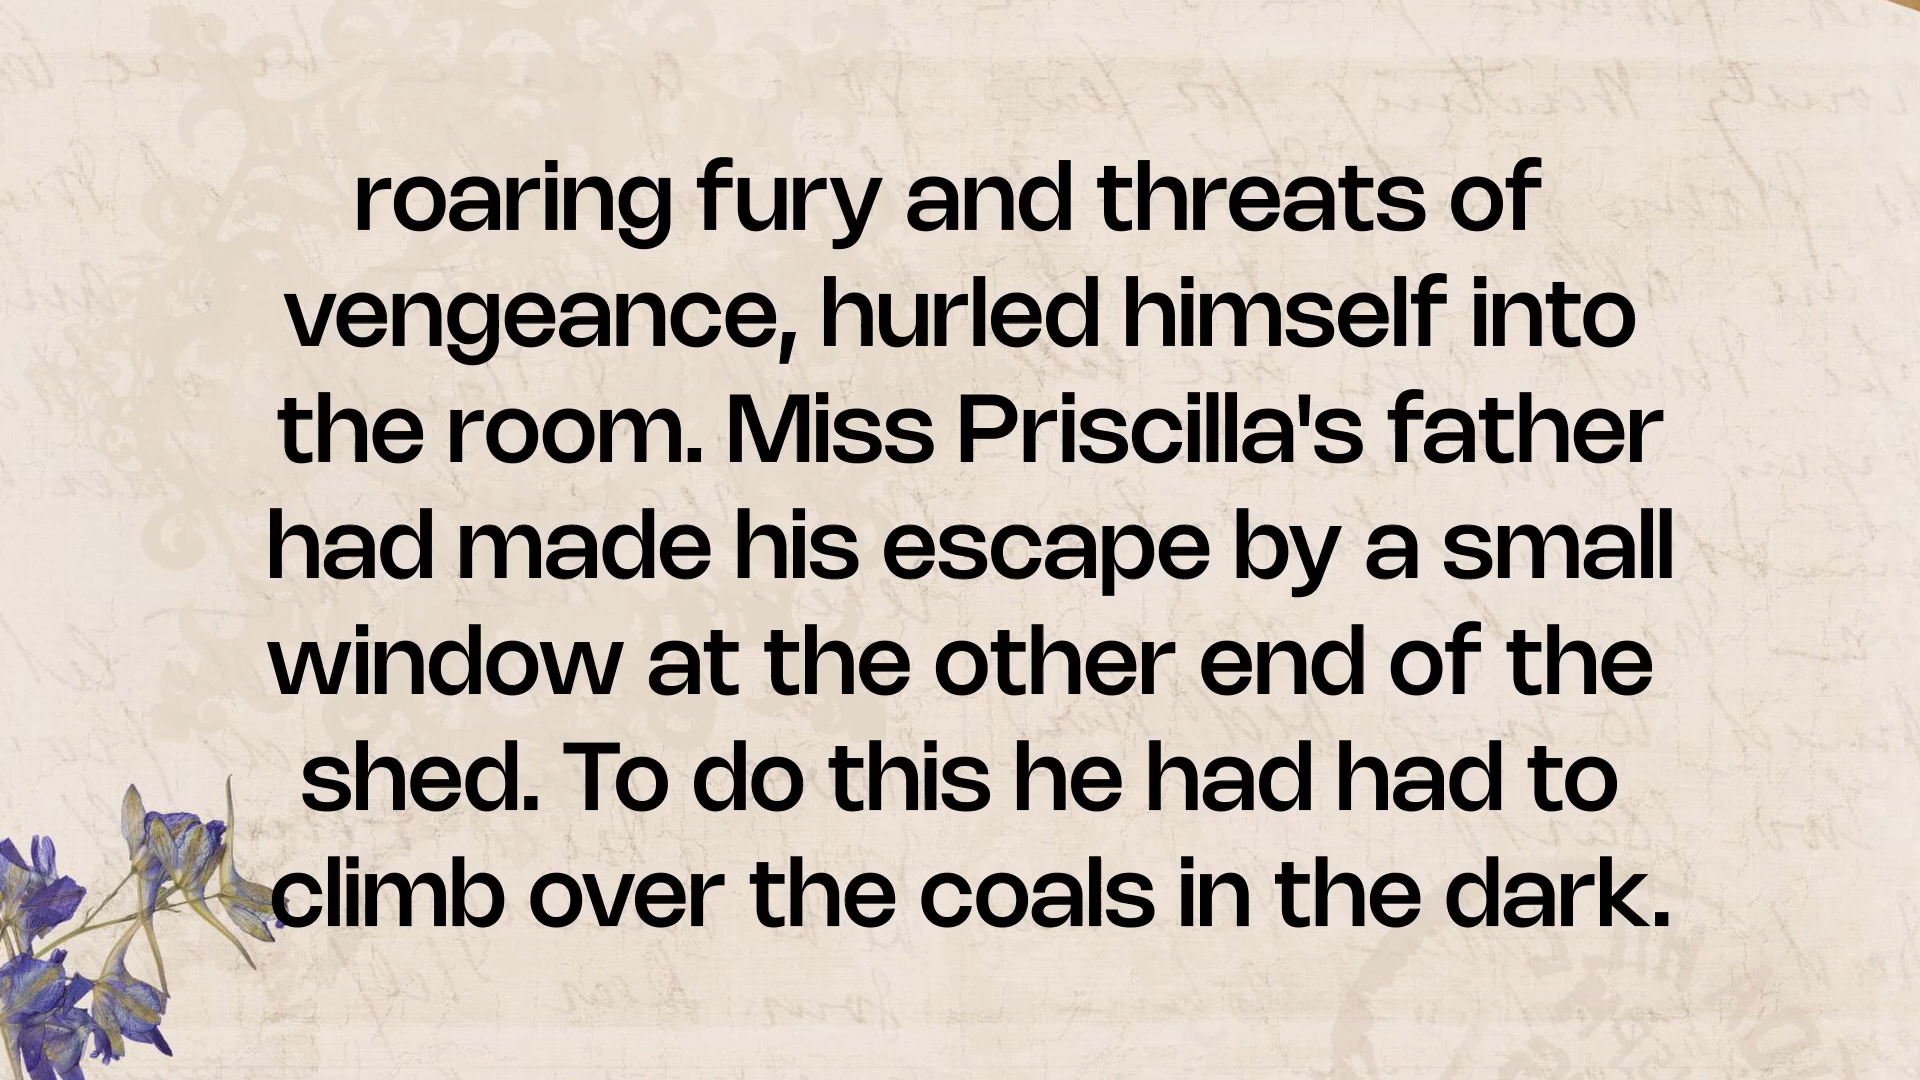 roaring fury and threats of
vengeance, hurled himself into
the room. Miss Priscilla's father
had made his escape by a small
window at the other end of the
shed. To do this he had had to
climb over the coals in the dark.